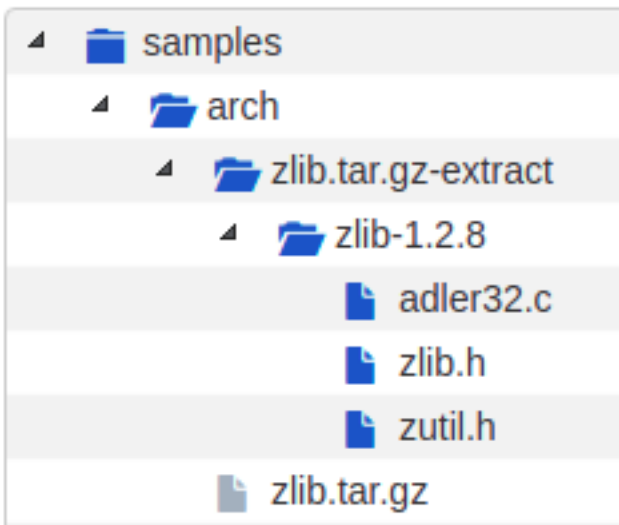 samples
arch
zlib.tar.gz-extract
zlib-1.2.8
adler32.c
zlib.h
zutil.h
zlib.tar.gz